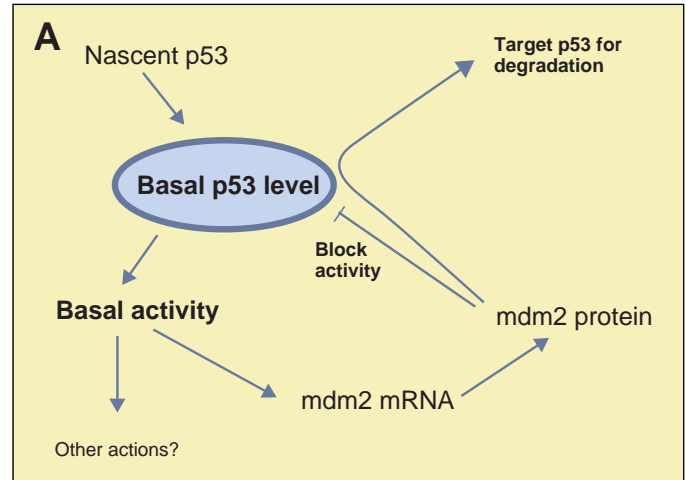 A
Nascent p53
Target p53 for
degradation
Basal p53 level
Block
activity
Basal activity
mdm2 protein
mdm2 mRNA
Other actions?